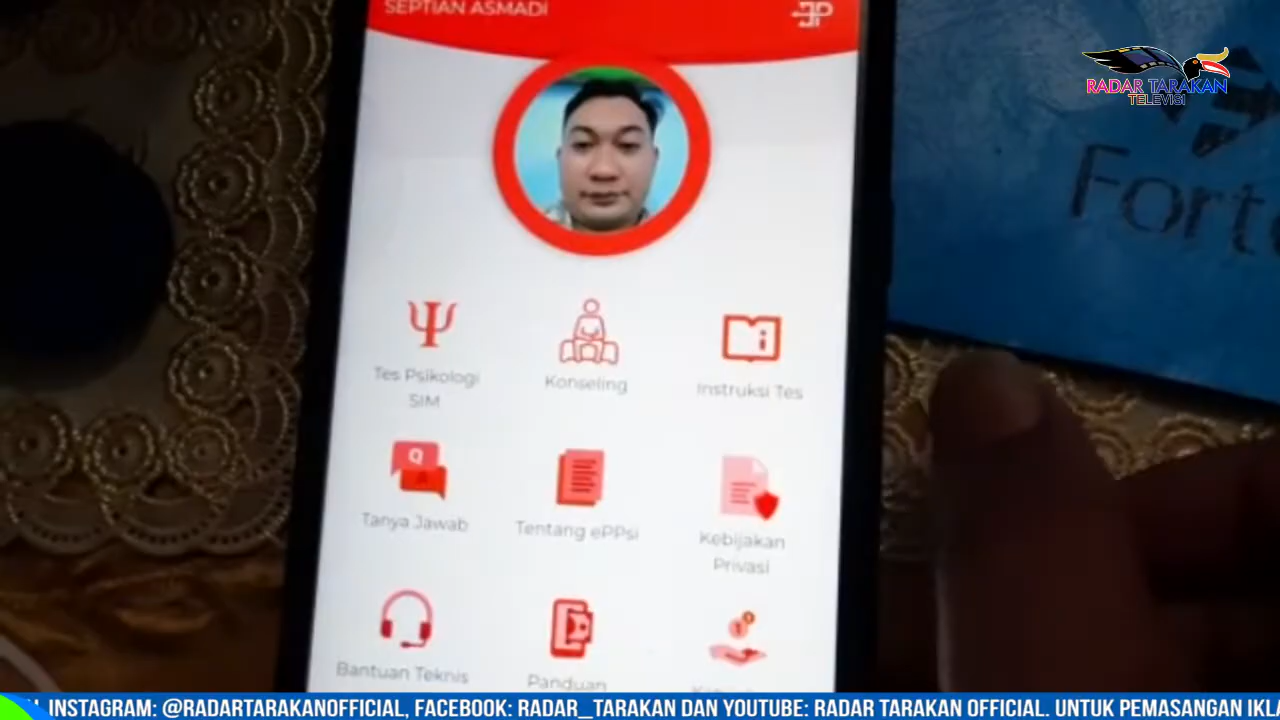 SEPTIAN ASMADI
RADAR TARAKAN
TELEVISI
Tes Psikologi
SIM
Konseling
Instruksi Tes
Q
A
Tanya Jawab
Tentang ePPsi
Kebijakan
Privasi
Bantuan Teknis
Panduan
INSTAGRAM: @RADARTARAKANOFFICIAL, FACEBOOK: RADAR_TARAKAN DAN YOUTUBE: RADAR TARAKAN OFFICIAL. UNTUK PEMASANGAN IKLA